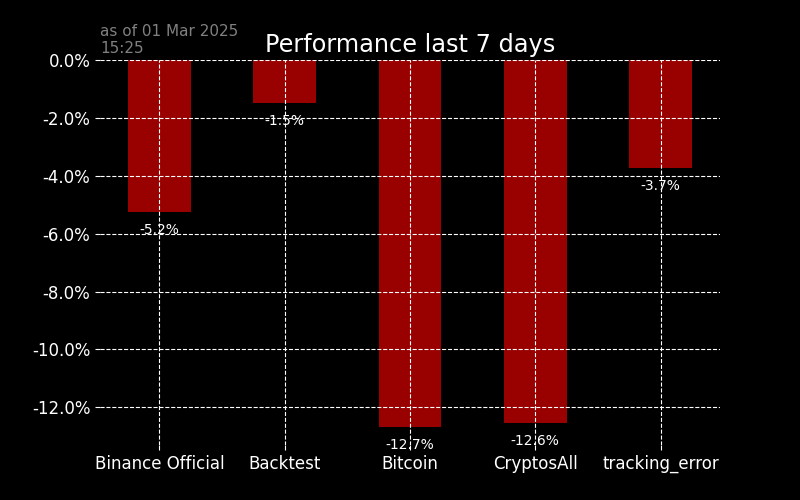 as of 01 Mar 2025
15:25
Performance last 7 days
0.0%
-2.0%
-4.0%
-6.0%
-8.0%
-10.0%
-12.0%
-5.2%
-1.5%
-12.7%
-12.6%
-3.7%
Binance Official
Backtest
Bitcoin
CryptosAll
tracking_error